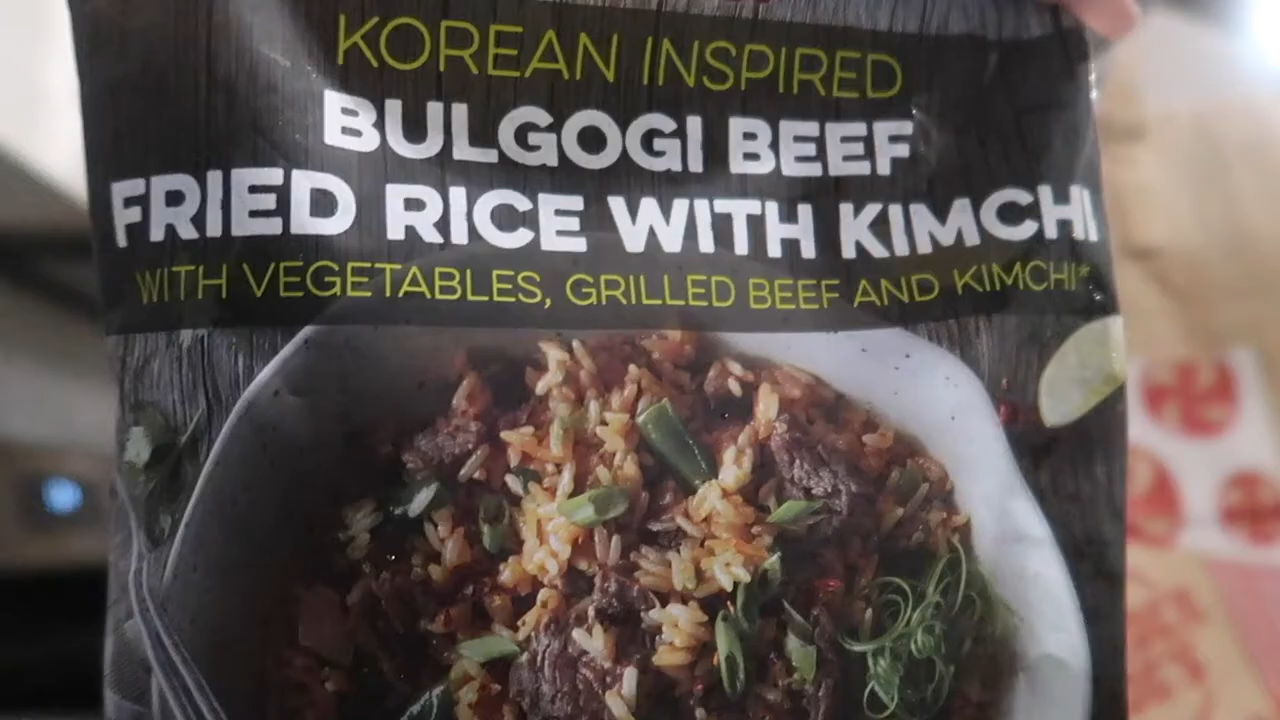 KOREAN INSPIRED
BULGOGI BEEF
FRIED RICE WITH KIMCHI
WITH VEGETABLES, GRILLED BEEF AND KIMCHI*